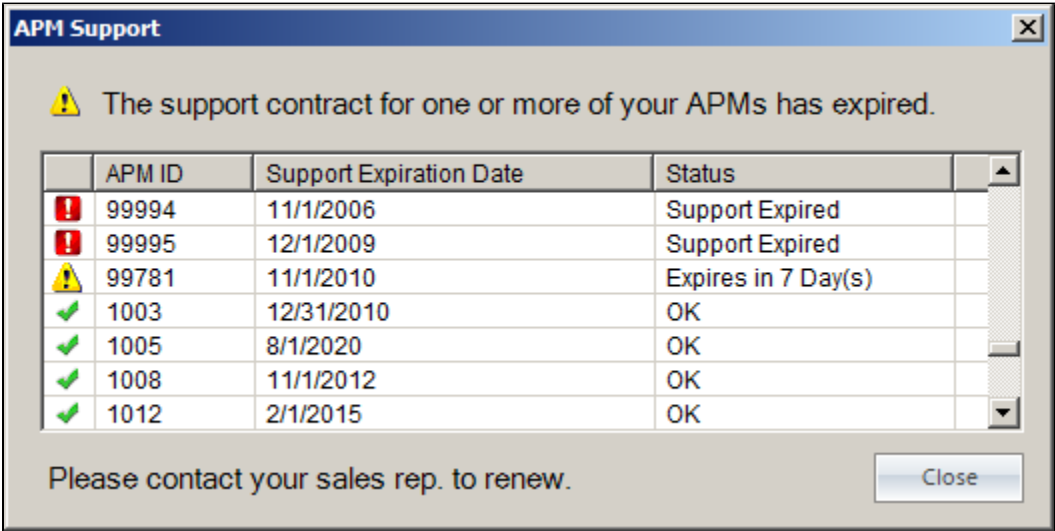 APM Support
The support contract for one or more of your APMs has expired.
APM ID Support Expiration Date Status
99994 11/1/2006 Support Expired
99995 12/1/2009 Support Expired
99781 11/1/2010 Expires in 7 Day(s)
1003 12/31/2010 OK
1005 8/1/2020 OK
1008 11/1/2012 OK
1012 2/1/2015 OK
Please contact your sales rep. to renew.
Close